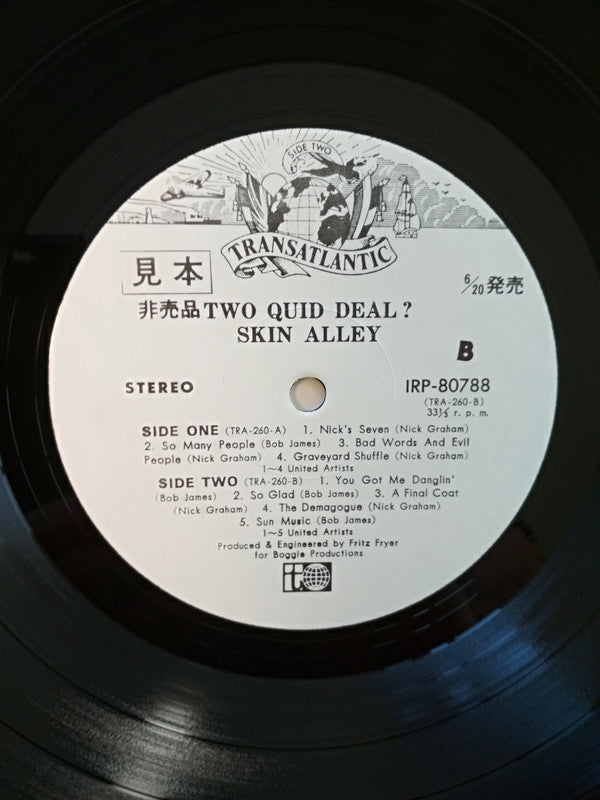 SIDE TWO
TRANSATLANTIC
見本
6/20発売
非売品 TWO QUID DEAL?
SKIN ALLEY
B
STEREO
IRP-80788
(TRA-260-B)
33⅓ r. p. m.
SIDE ONE (TRA-260-A) 1. Nick's Seven (Nick Graham)
2. So Many People (Bob James) 3. Bad Words And Evil
People (Nick Graham) 4. Graveyard Shuffle (Nick Graham)
1~4 United Artists
SIDE TWO (TRA-260-B) 1. You Got Me Danglin'
(Bob James) 2. So Glad (Bob James) 3. A Final Coat
(Nick Graham) 4. The Demagogue (Nick Graham)
5. Sun Music (Bob James)
1~5 United Artists
Produced & Engineered by Fritz Fryer
for Boggle Productions
it